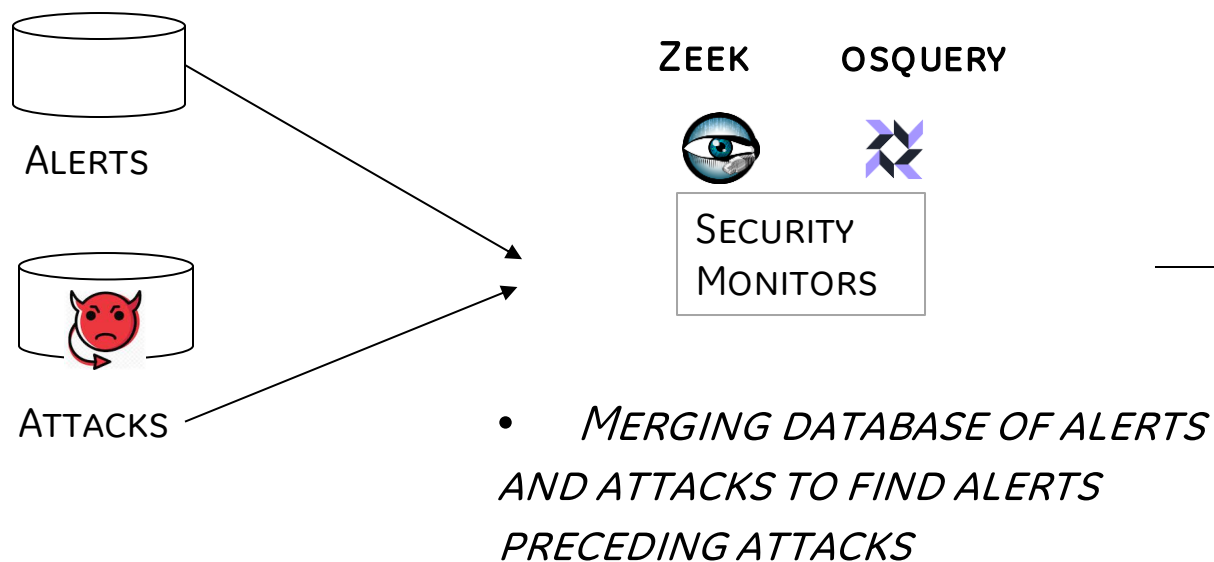 ZEEK
OSQUERY
ALERTS
SECURITY
MONITORS
ATTACKS
• MERGING DATABASE OF ALERTS
AND ATTACKS TO FIND ALERTS
PRECEDING ATTACKS